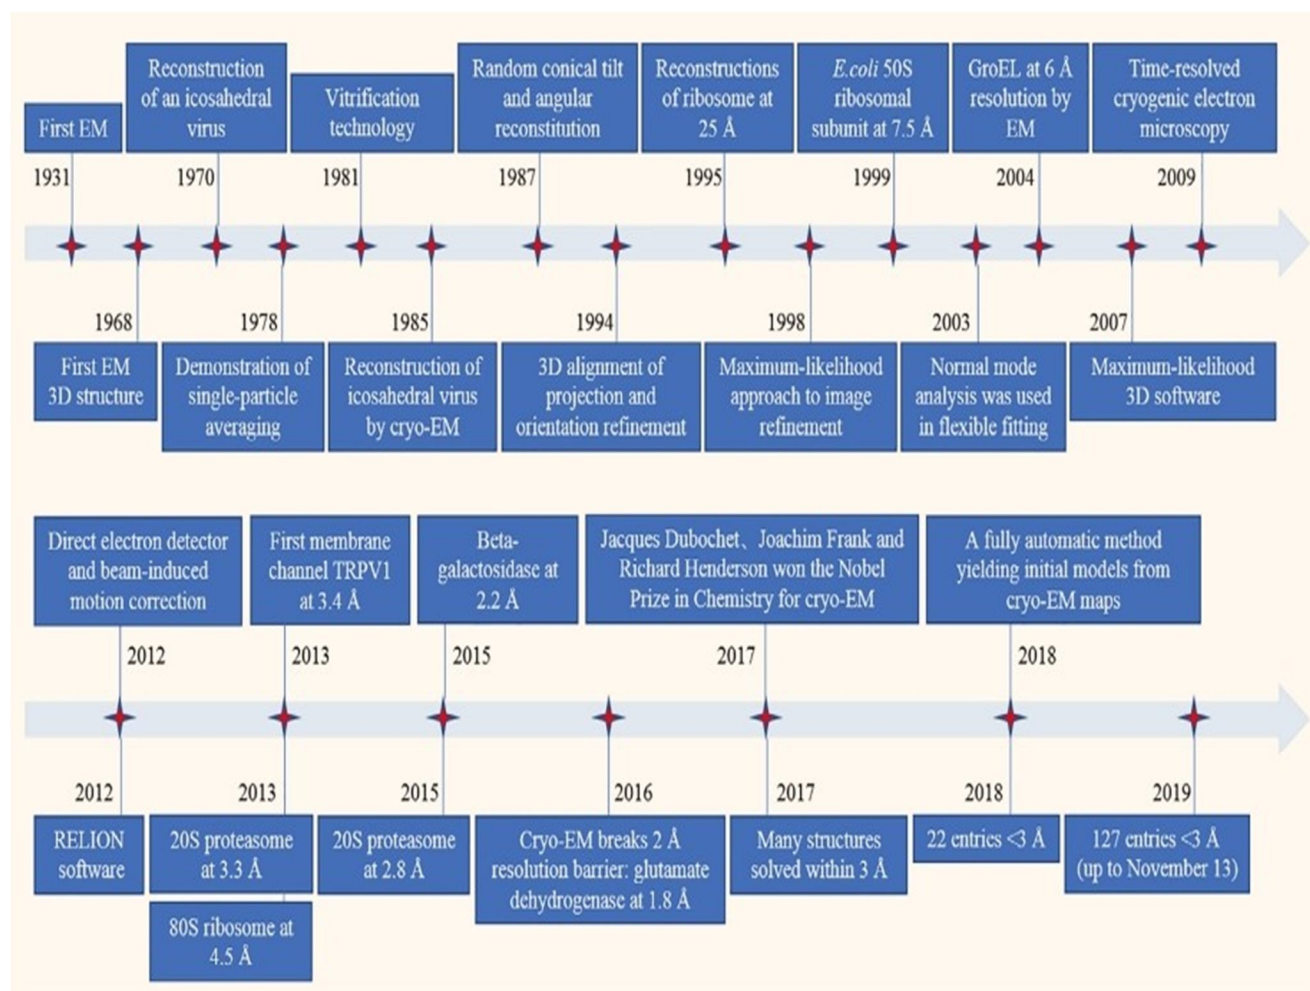 First EM
1931
Reconstruction
of an icosahedral
virus
1970
Vitrification
technology
1981
Random conical tilt
and angular
reconstitution
1987
Reconstructions
of ribosome at
25 Å
1995
E.coli 50S
ribosomal
subunit at 7.5 Å
1999
GroEL at 6 Å
resolution by
EM
2004
Time-resolved
cryogenic electron
microscopy
2009
1968
First EM
3D structure
1978
Demonstration of
single-particle
averaging
1985
Reconstruction of
icosahedral virus
by cryo-EM
1994
3D alignment of
projection and
orientation refinement
1998
Maximum-likelihood
approach to image
refinement
2003
Normal mode
analysis was used
in flexible fitting
2007
Maximum-likelihood
3D software
Direct electron detector
and beam-induced
motion correction
2012
First membrane
channel TRPV1
at 3.4 Å
2013
Beta-
galactosidase at
2.2 Å
2015
Jacques Dubochet、Joachim Frank and
Richard Henderson won the Nobel
Prize in Chemistry for cryo-EM
2017
A fully automatic method
yielding initial models from
cryo-EM maps
2018
2012
RELION
software
2013
20S proteasome
at 3.3 Å
80S ribosome at
4.5 Å
2015
20S proteasome
at 2.8 Å
2016
Cryo-EM breaks 2 Å
resolution barrier: glutamate
dehydrogenase at 1.8 Å
2017
Many structures
solved within 3 Å
2018
22 entries <3 Å
2019
127 entries <3 Å
(up to November 13)